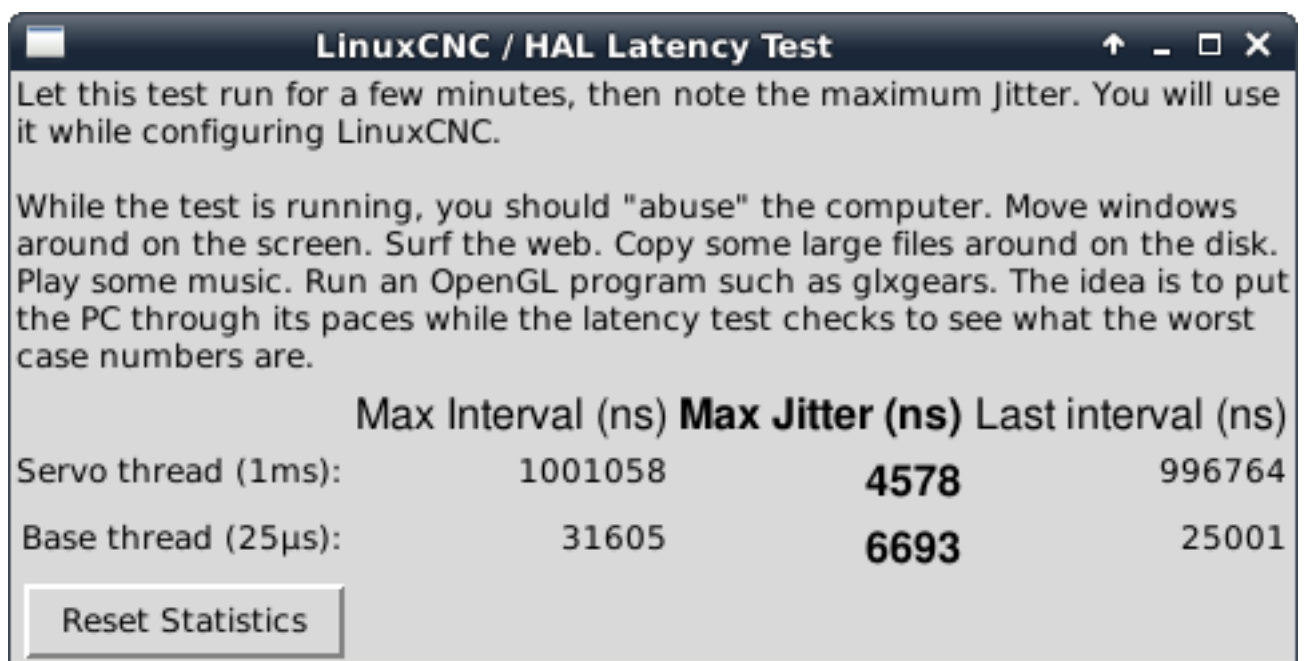 LinuxCNC / HAL Latency Test
Let this test run for a few minutes, then note the maximum Jitter. You will use
it while configuring LinuxCNC.
While the test is running, you should "abuse" the computer. Move windows
around on the screen. Surf the web. Copy some large files around on the disk.
Play some music. Run an OpenGL program such as glxgears. The idea is to put
the PC through its paces while the latency test checks to see what the worst
case numbers are.
Max Interval (ns) Max Jitter (ns) Last interval (ns)
Servo thread (1ms): 1001058 4578 996764
Base thread (25µs): 31605 6693 25001
Reset Statistics